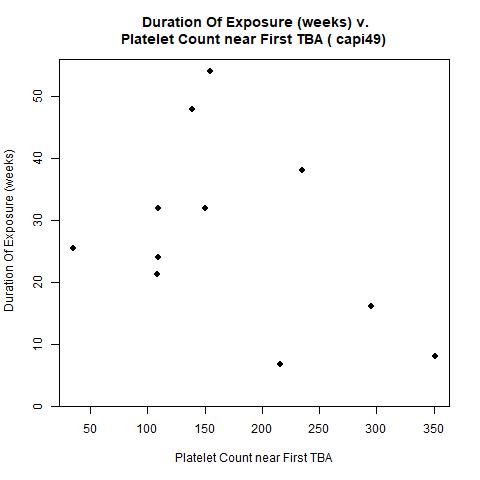 Duration Of Exposure (weeks) v.
Platelet Count near First TBA ( capi49)
Duration Of Exposure (weeks)
50
40
30
20
10
0
50 100 150 200 250 300 350
Platelet Count near First TBA